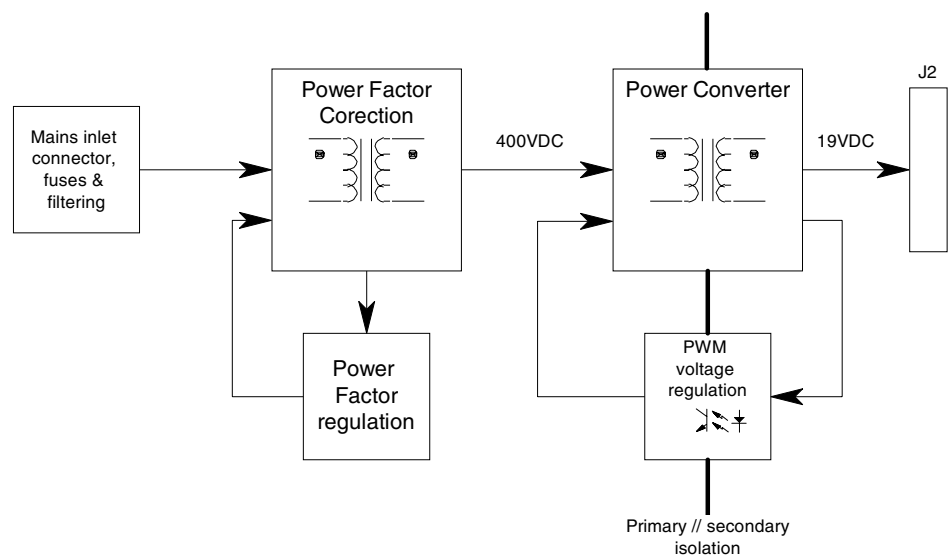 Mains inlet
connector,
fuses &
filtering
Power Factor
Corection
400VDC
Power Converter
19VDC
J2
Power
Factor
regulation
PWM
voltage
regulation
Primary // secondary
isolation